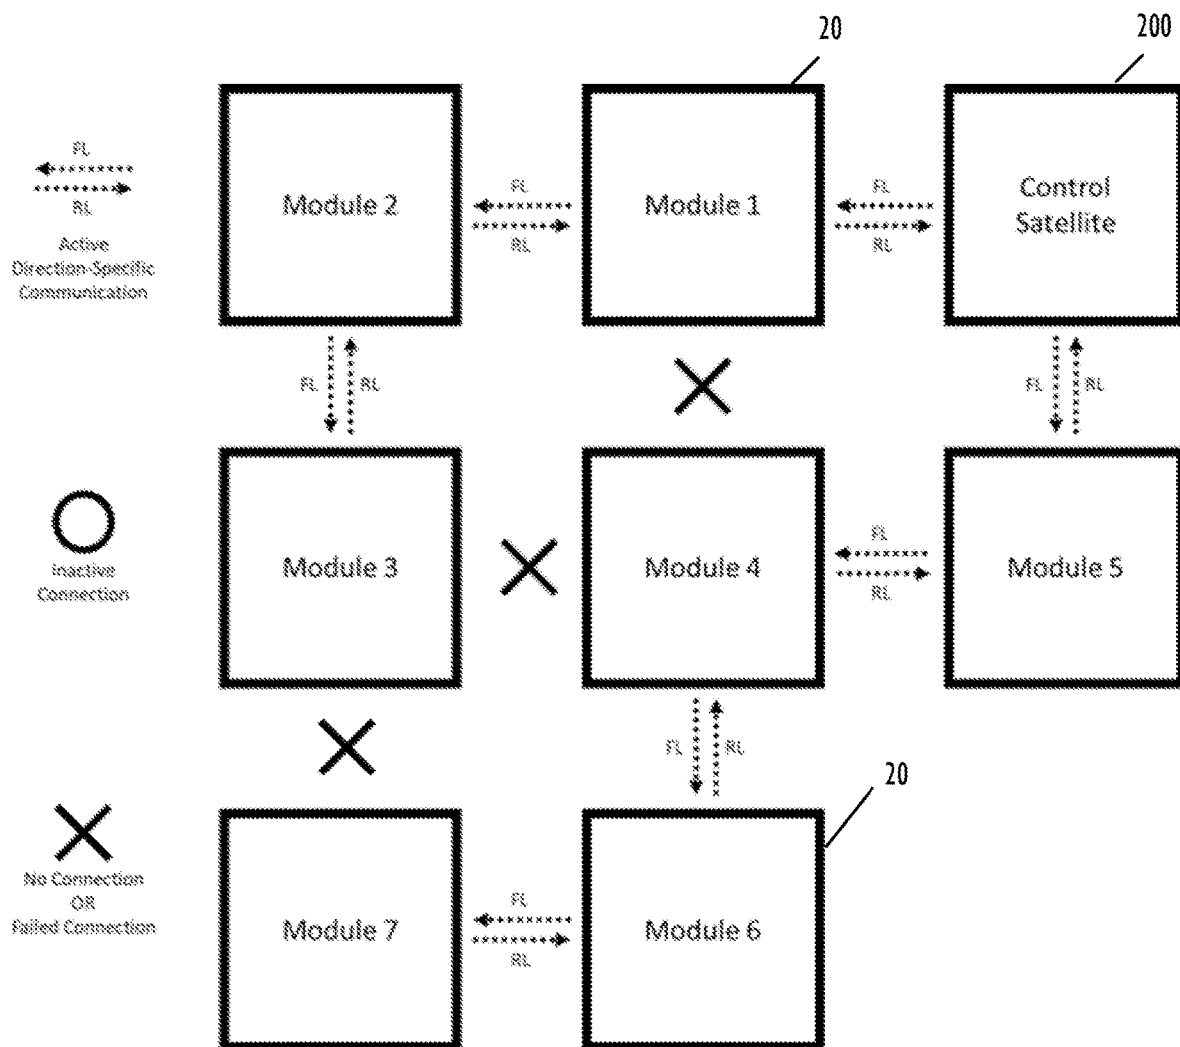 20
200
FL
RL
Active
Direction-Specific
Communication
Module 2
FL
RL
Module 1
FL
RL
Control
Satellite
FL
RL
FL
RL
Inactive
Connection
Module 3
Module 4
FL
RL
Module 5
FL
RL
20
No Connection
OR
Failed Connection
Module 7
FL
RL
Module 6